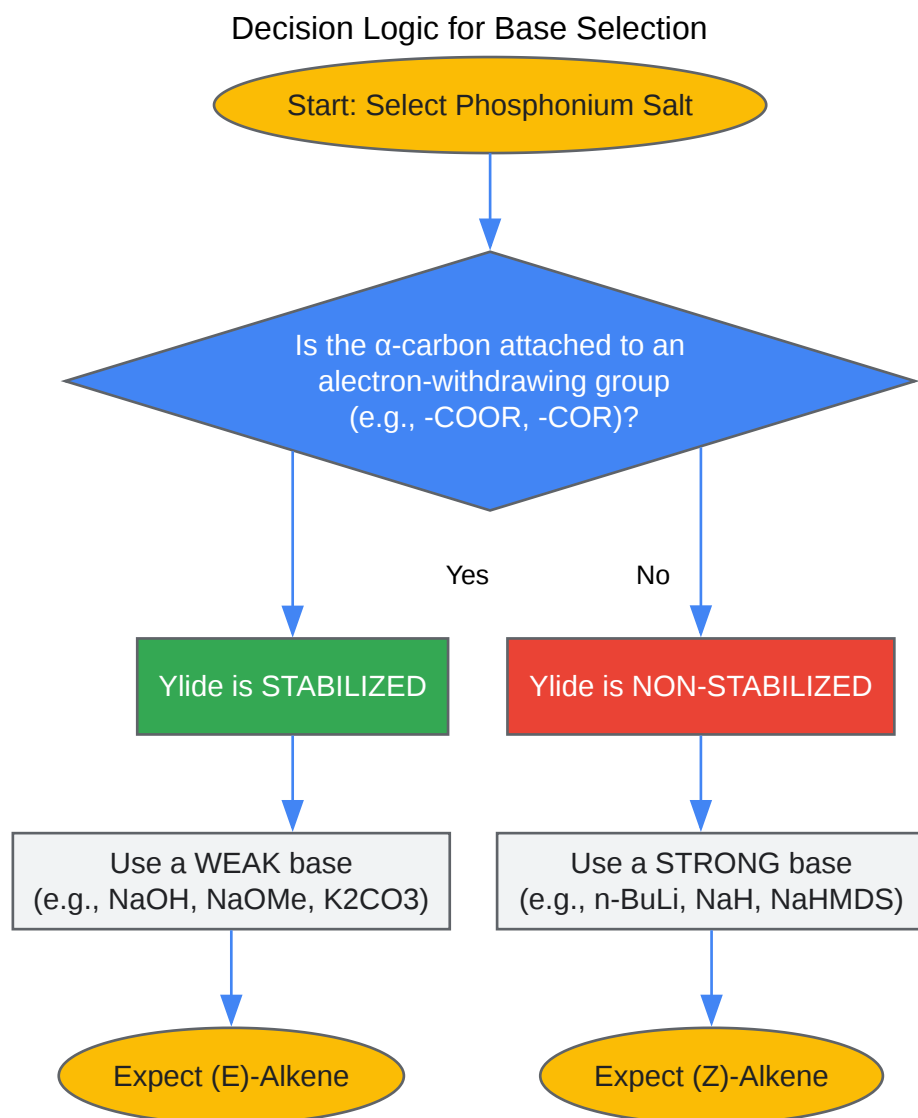 Decision Logic for Base Selection
Start: Select Phosphonium Salt
Is the α-carbon attached to an
alectron-withdrawing group
(e.g., -COOR, -COR)?
Yes
No
Ylide is STABILIZED
Ylide is NON-STABILIZED
Use a WEAK base
(e.g., NaOH, NaOMe, K2CO3)
Use a STRONG base
(e.g., n-BuLi, NaH, NaHMDS)
Expect (E)-Alkene
Expect (Z)-Alkene